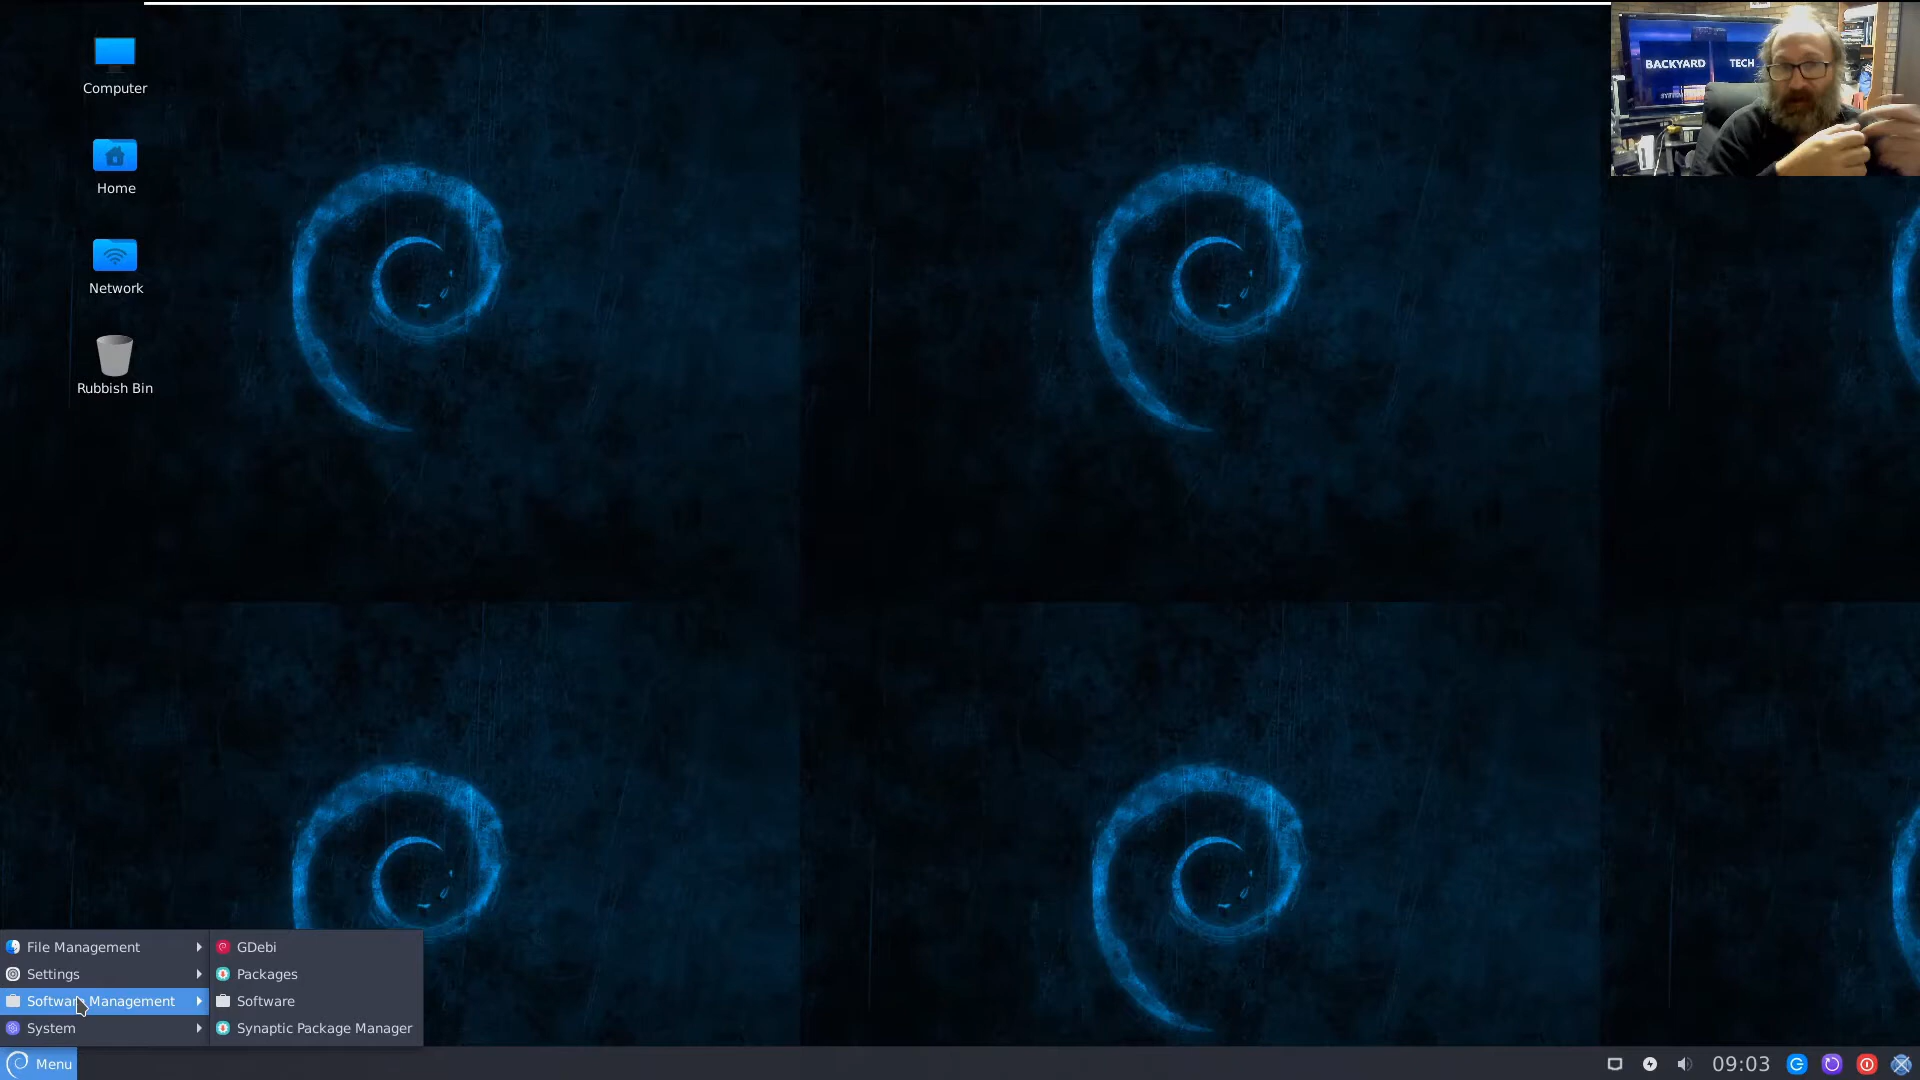 Computer
Home
Network
Rubbish Bin
BACKYARD TECH
File Management
Settings
Software Management
System
GDebi
Packages
Software
Synaptic Package Manager
Menu
09:03